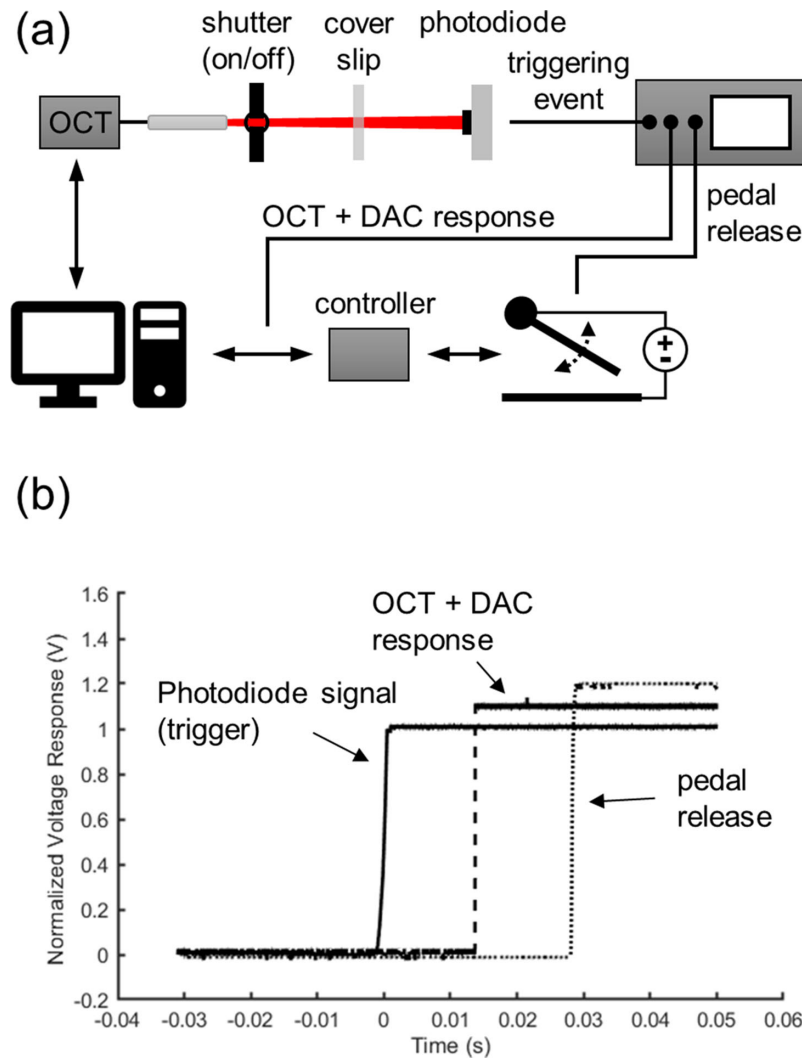 (a)
shutter
(on/off)
cover
slip
photodiode
triggering
event
OCT
OCT + DAC response
pedal
release
controller
+
-
(b)
Normalized Voltage Response (V)
1.6
1.4
1.2
1
0.8
0.6
0.4
0.2
0
-0.2
OCT + DAC
response
Photodiode signal
(trigger)
pedal
release
-0.04
-0.03
-0.02
-0.01
0
0.01
0.02
0.03
0.04
0.05
0.06
Time (s)